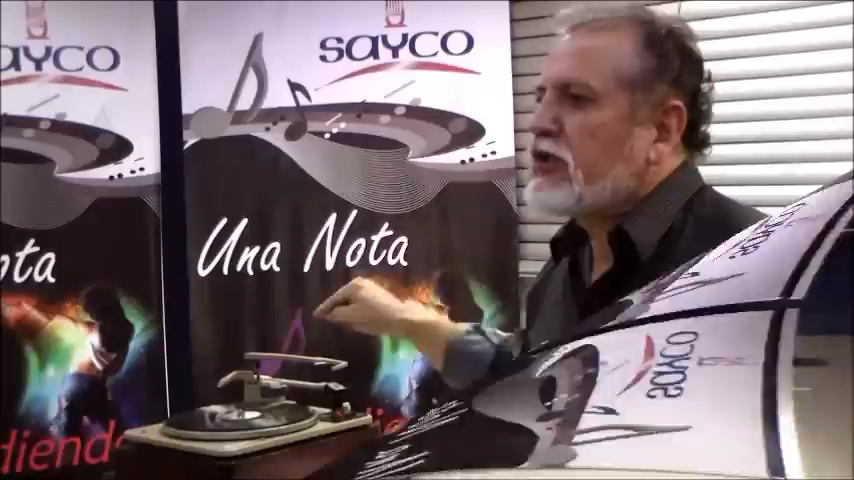 SAYCO
SAYCO
Una Nota
ota
diendo
SAYCO